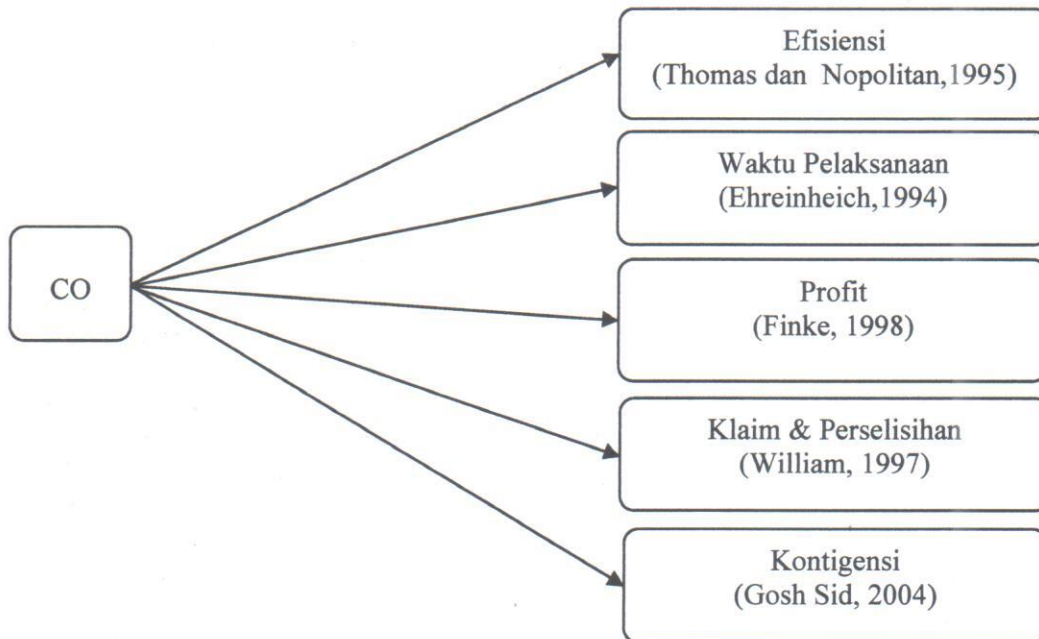 Efisiensi
(Thomas dan Nopolitan,1995)
Waktu Pelaksanaan
(Ehreinheich,1994)
CO
Profit
(Finke, 1998)
Klaim & Perselisihan
(William, 1997)
Kontigensi
(Gosh Sid, 2004)